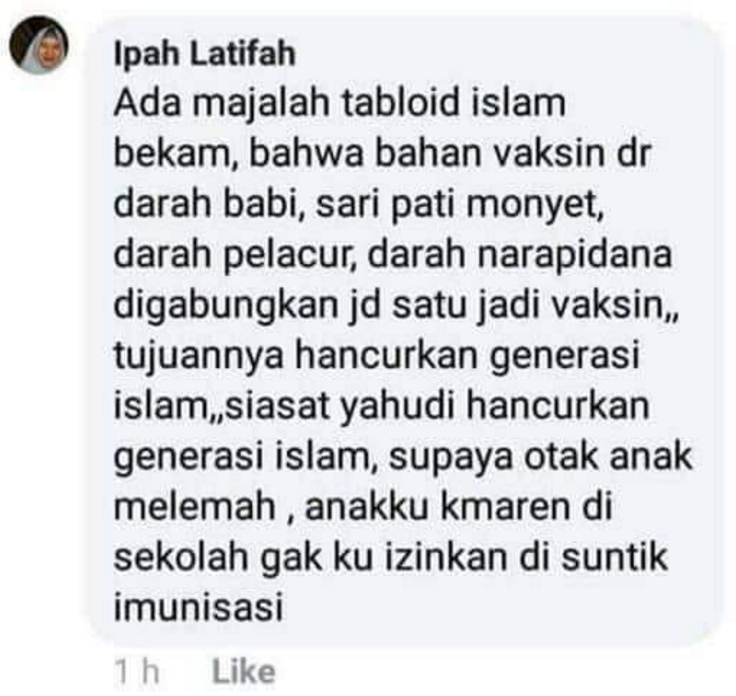 Ipah Latifah
Ada majalah tabloid islam
bekam, bahwa bahan vaksin dr
darah babi, sari pati monyet,
darah pelacur, darah narapidana
digabungkan jd satu jadi vaksin,,
tujuannya hancurkan generasi
islam,,siasat yahudi hancurkan
generasi islam, supaya otak anak
melemah , anakku kmaren di
sekolah gak ku izinkan di suntik
imunisasi
1 h Like